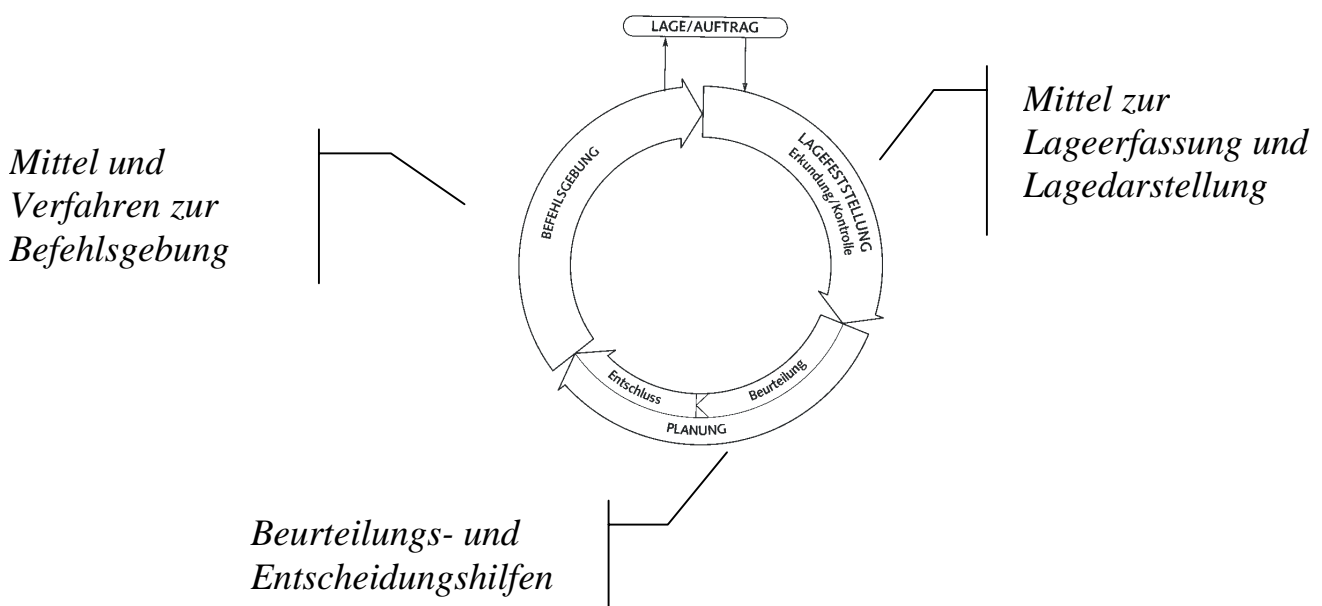 LAGE/AUFTRAG
LAGEFESTSTELLUNG
Erkundung/Kontrolle
Mittel zur
Lageerfassung und
Lagedarstellung
BEFEHLSGEBUNG
Mittel und
Verfahren zur
Befehlsgebung
Entschluss
Beurteilung
PLANUNG
Beurteilungs- und
Entscheidungshilfen